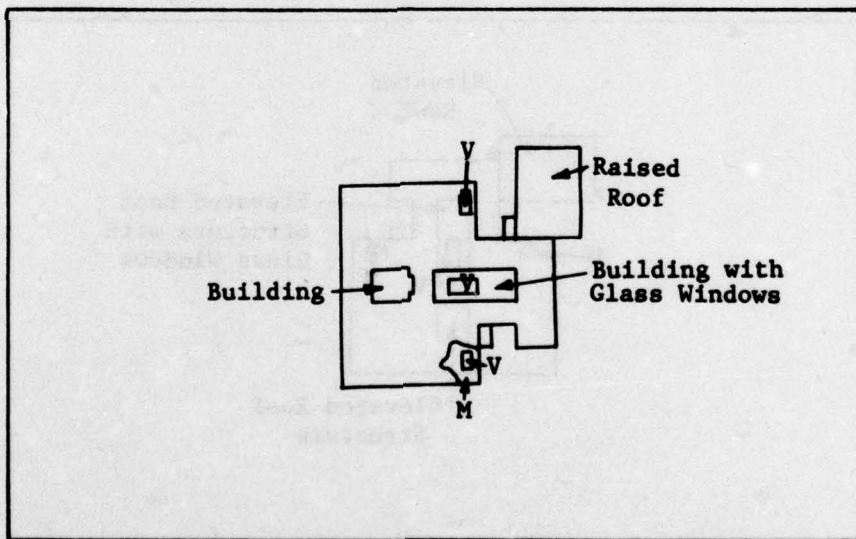 V
Raised
Roof
Building
V
Building with
Glass Windows
V
M